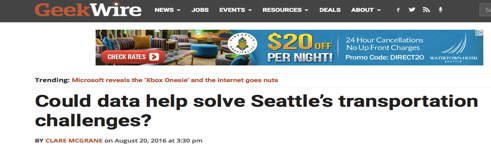 GeekWire
NEWS JOBS EVENTS RESOURCES DEALS ABOUT
$20 OFF
PER NIGHT!
CHECK RATES
24 Hour Cancellations
No Up Front Charges
Promo Code: DIRECT20
WATERTOWN HOTEL
Trending: Microsoft reveals the 'Xbox Onesie' and the internet goes nuts
Could data help solve Seattle's transportation
challenges?
BY CLARE MCGRANE on August 20, 2016 at 3:30 pm